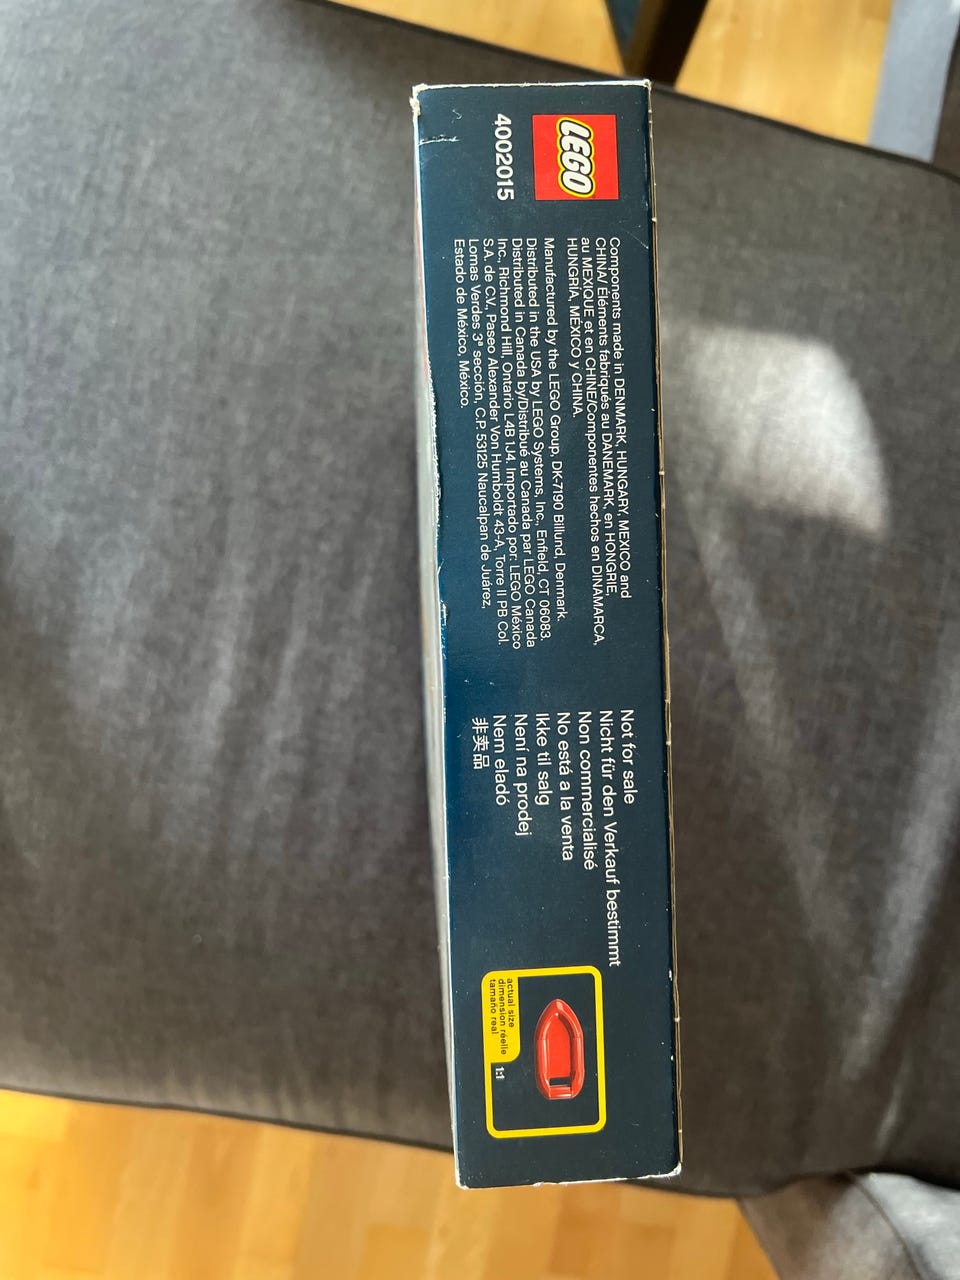 LEGO
4002015
Components made in DENMARK, HUNGARY, MEXICO and
CHINA/ Éléments fabriqués au DANEMARK, en HONGRIE,
au MEXIQUE et en CHINE/Componentes hechos en DINAMARCA,
HUNGRÍA, MÉXICO y CHINA.
Manufactured by the LEGO Group, DK-7190 Billund, Denmark.
Distributed in the USA by LEGO Systems, Inc., Enfield, CT 06083.
Distributed in Canada by/Distribué au Canada par LEGO Canada
Inc., Richmond Hill, Ontario L4B 1J4. Importado por: LEGO México
S.A. de C.V., Paseo Alexander Von Humboldt 43-A, Torre II PB Col.
Lomas Verdes 3ª sección, C.P. 53125 Naucalpan de Juárez,
Estado de México, México.
Not for sale
Nicht für den Verkauf bestimmt
Non commercialisé
No está a la venta
Ikke til salg
Není na prodej
Nem eladó
非卖品
actual size
dimension réelle
tamaño real
1:1